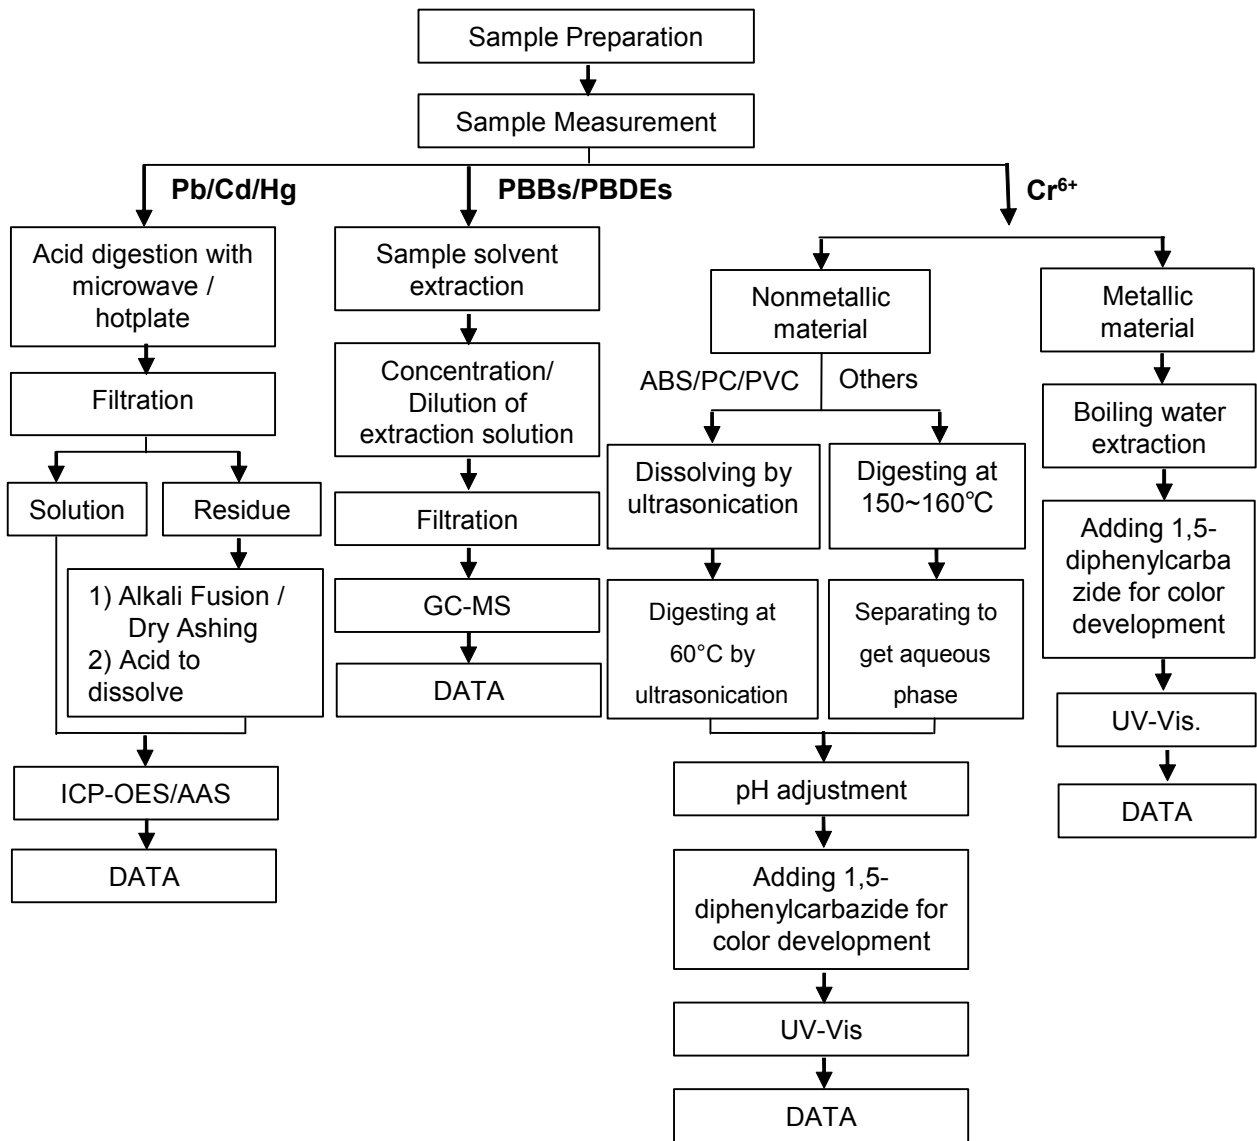 Sample Preparation
Sample Measurement
Pb/Cd/Hg
PBBs/PBDEs
Cr⁶⁺
Acid digestion with
microwave /
hotplate
Filtration
Solution
Residue
1) Alkali Fusion /
Dry Ashing
2) Acid to
dissolve
ICP-OES/AAS
DATA
Sample solvent
extraction
Concentration/
Dilution of
extraction solution
Filtration
GC-MS
DATA
Nonmetallic
material
ABS/PC/PVC
Others
Dissolving by
ultrasonication
Digesting at
60°C by
ultrasonication
Digesting at
150~160℃
Separating to
get aqueous
phase
pH adjustment
Adding 1,5-
diphenylcarbazide for
color development
UV-Vis
DATA
Metallic
material
Boiling water
extraction
Adding 1,5-
diphenylcarba
zide for color
development
UV-Vis.
DATA